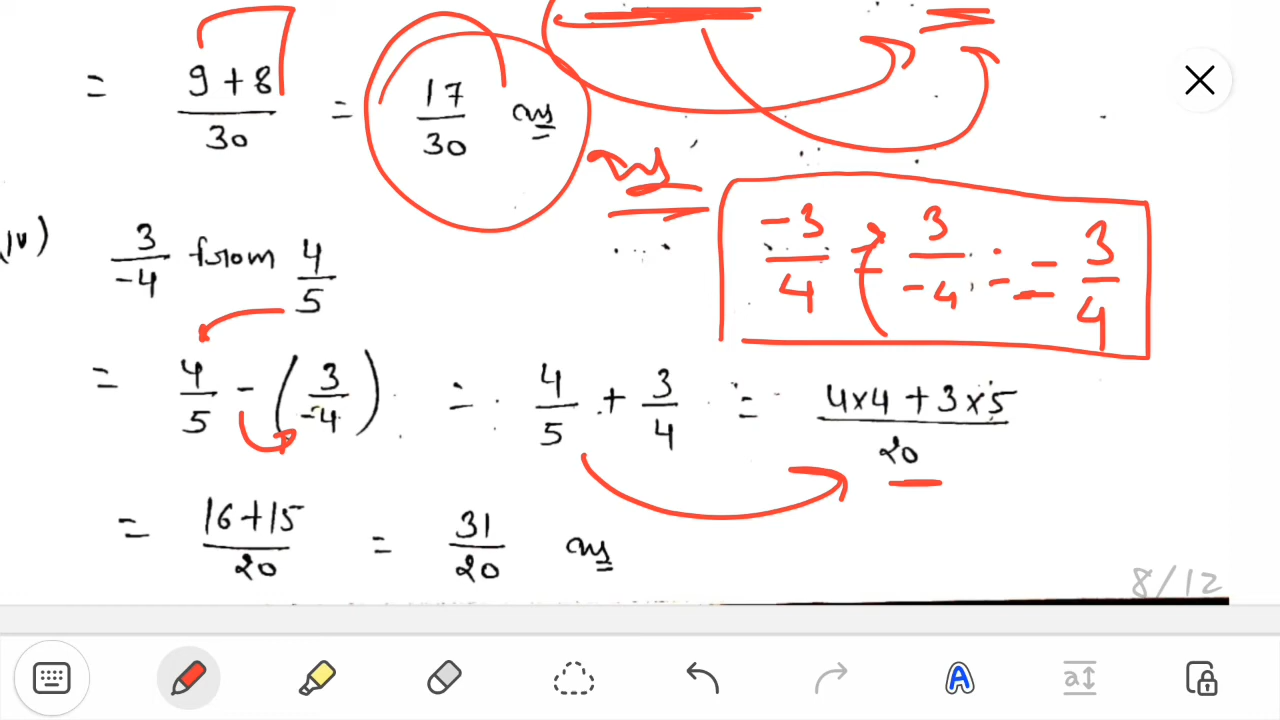 = 9 + 8 / 30 = 17 / 30 ans
ans
-3/4 = 3/-4 = - 3/4
(iv) 3/-4 from 4/5
= 4/5 - (3/-4) = 4/5 + 3/4 = 4×4 + 3×5 / 20
= 16+15 / 20 = 31 / 20 ans
8/12